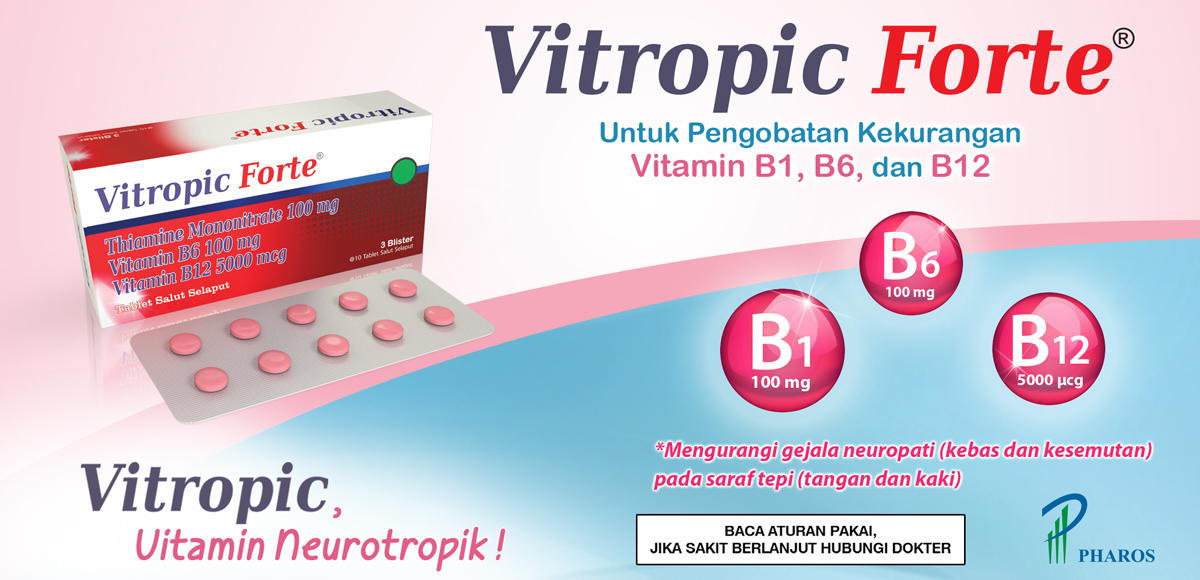 Vitropic Forte®
Untuk Pengobatan Kekurangan
Vitamin B1, B6, dan B12
Vitropic Forte®
3 Blister
Vitropic Forte®
Thiamine Mononitrate 100 mg
Vitamin B6 100 mg
Vitamin B12 5000 mcg
Tablet Salut Selaput
3 Blister
@10 Tablet Salut Selaput
B6
100 mg
B1
100 mg
B12
5000 µcg
*Mengurangi gejala neuropati (kebas dan kesemutan)
pada saraf tepi (tangan dan kaki)
Vitropic,
Vitamin Neurotropik !
BACA ATURAN PAKAI,
JIKA SAKIT BERLANJUT HUBUNGI DOKTER
PHAROS